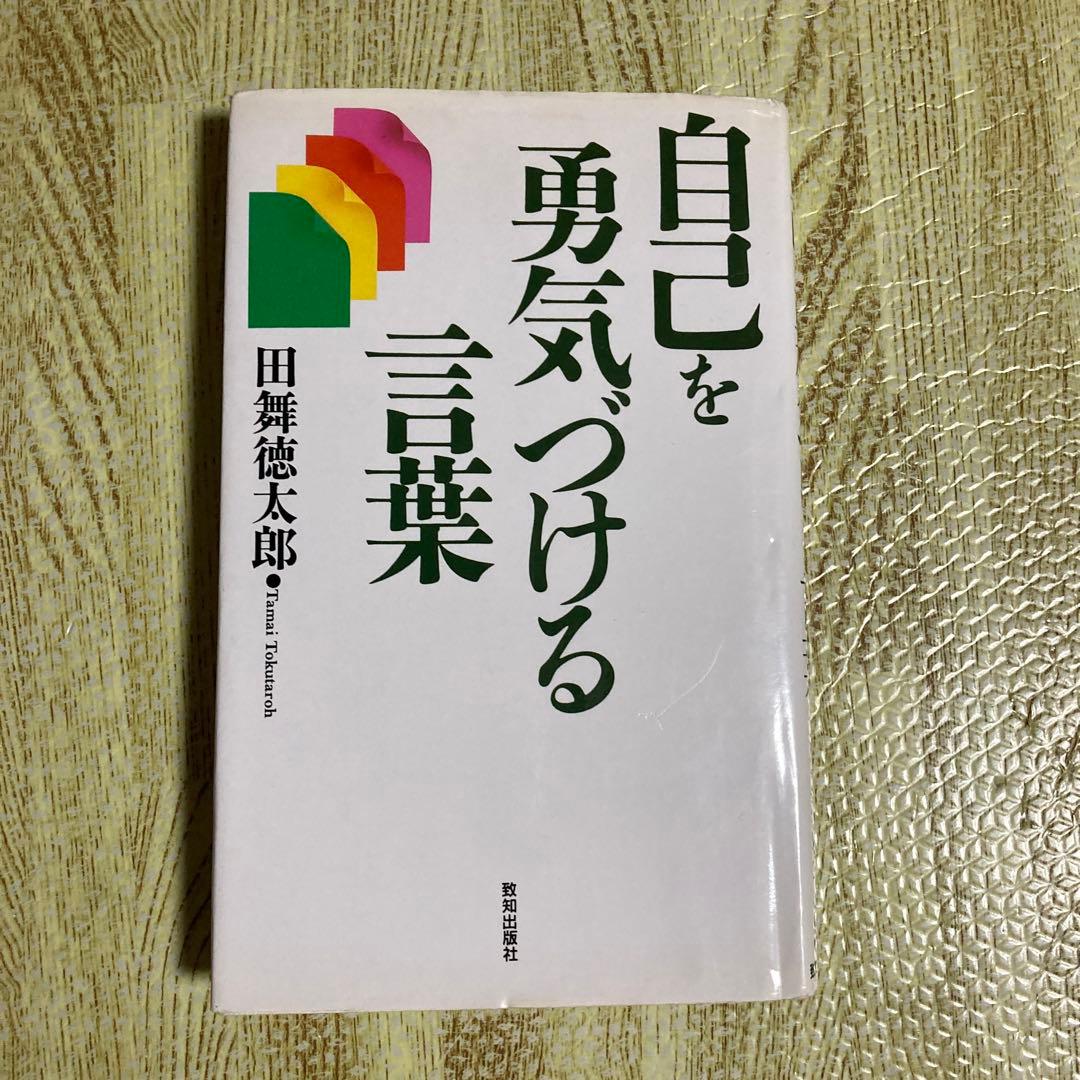 自己を
勇気づける
言葉
田舞徳太郎●Tamai Tokutaroh
致知出版社